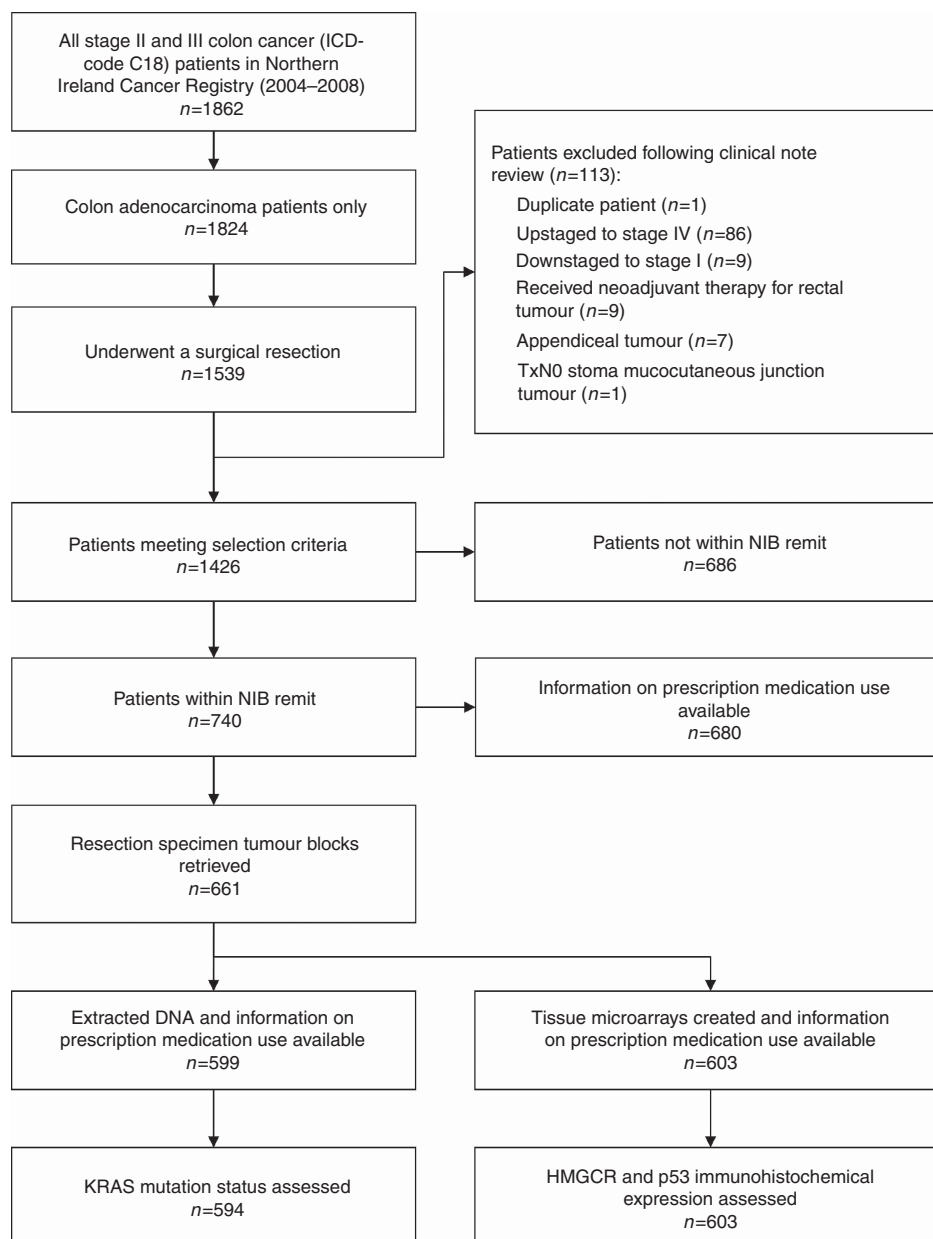 All stage II and III colon cancer (ICD-
code C18) patients in Northern
Ireland Cancer Registry (2004–2008)
n=1862
Colon adenocarcinoma patients only
n=1824
Underwent a surgical resection
n=1539
Patients excluded following clinical note
review (n=113):
Duplicate patient (n=1)
Upstaged to stage IV (n=86)
Downstaged to stage I (n=9)
Received neoadjuvant therapy for rectal
tumour (n=9)
Appendiceal tumour (n=7)
TxN0 stoma mucocutaneous junction
tumour (n=1)
Patients meeting selection criteria
n=1426
Patients not within NIB remit
n=686
Patients within NIB remit
n=740
Information on prescription medication use
available
n=680
Resection specimen tumour blocks
retrieved
n=661
Extracted DNA and information on
prescription medication use available
n=599
Tissue microarrays created and information
on prescription medication use available
n=603
KRAS mutation status assessed
n=594
HMGCR and p53 immunohistochemical
expression assessed
n=603